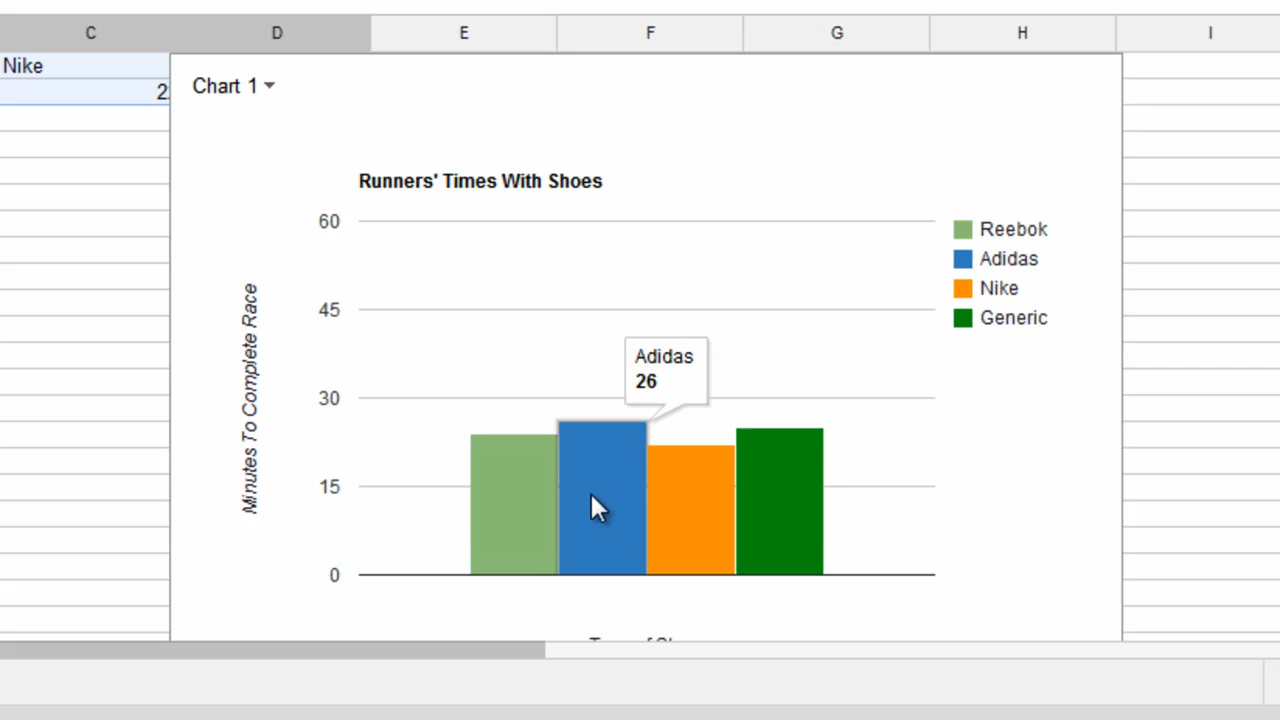 C D E F G H I
Nike
2
Chart 1
Runners' Times With Shoes
60
45
30
15
0
Minutes To Complete Race
Reebok
Adidas
Nike
Generic
Adidas
26